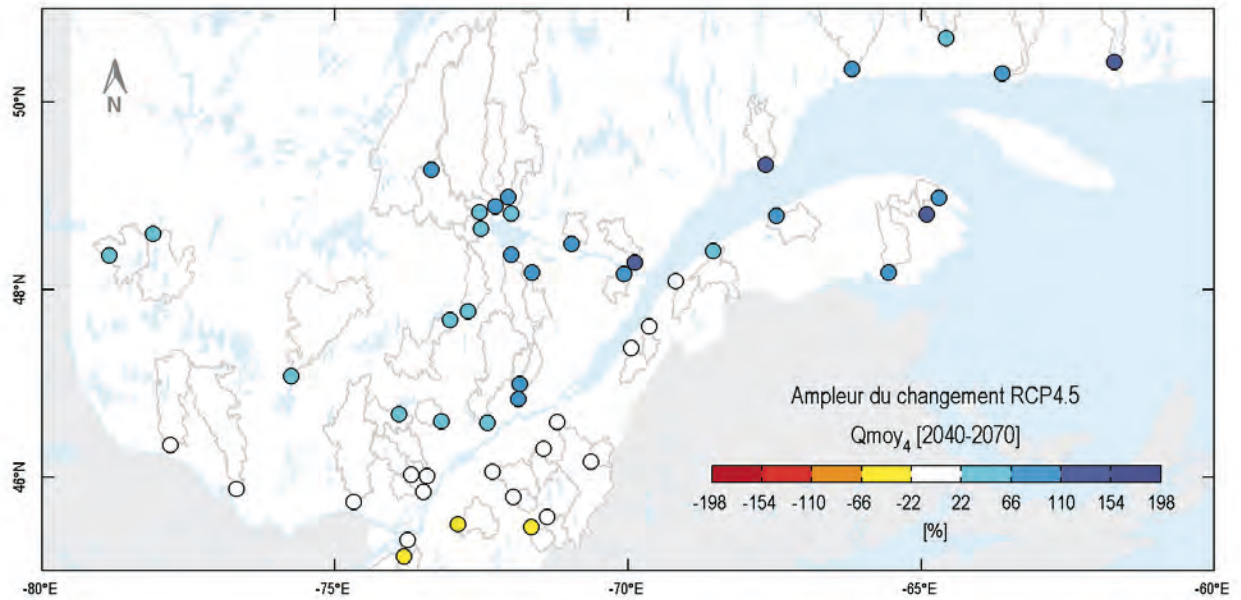 N
50°N
48°N
46°N
Ampleur du changement RCP4.5
Qmoy4 [2040-2070]
-198 -154 -110 -66 -22 22 66 110 154 198
[%]
-80°E -75°E -70°E -65°E -60°E